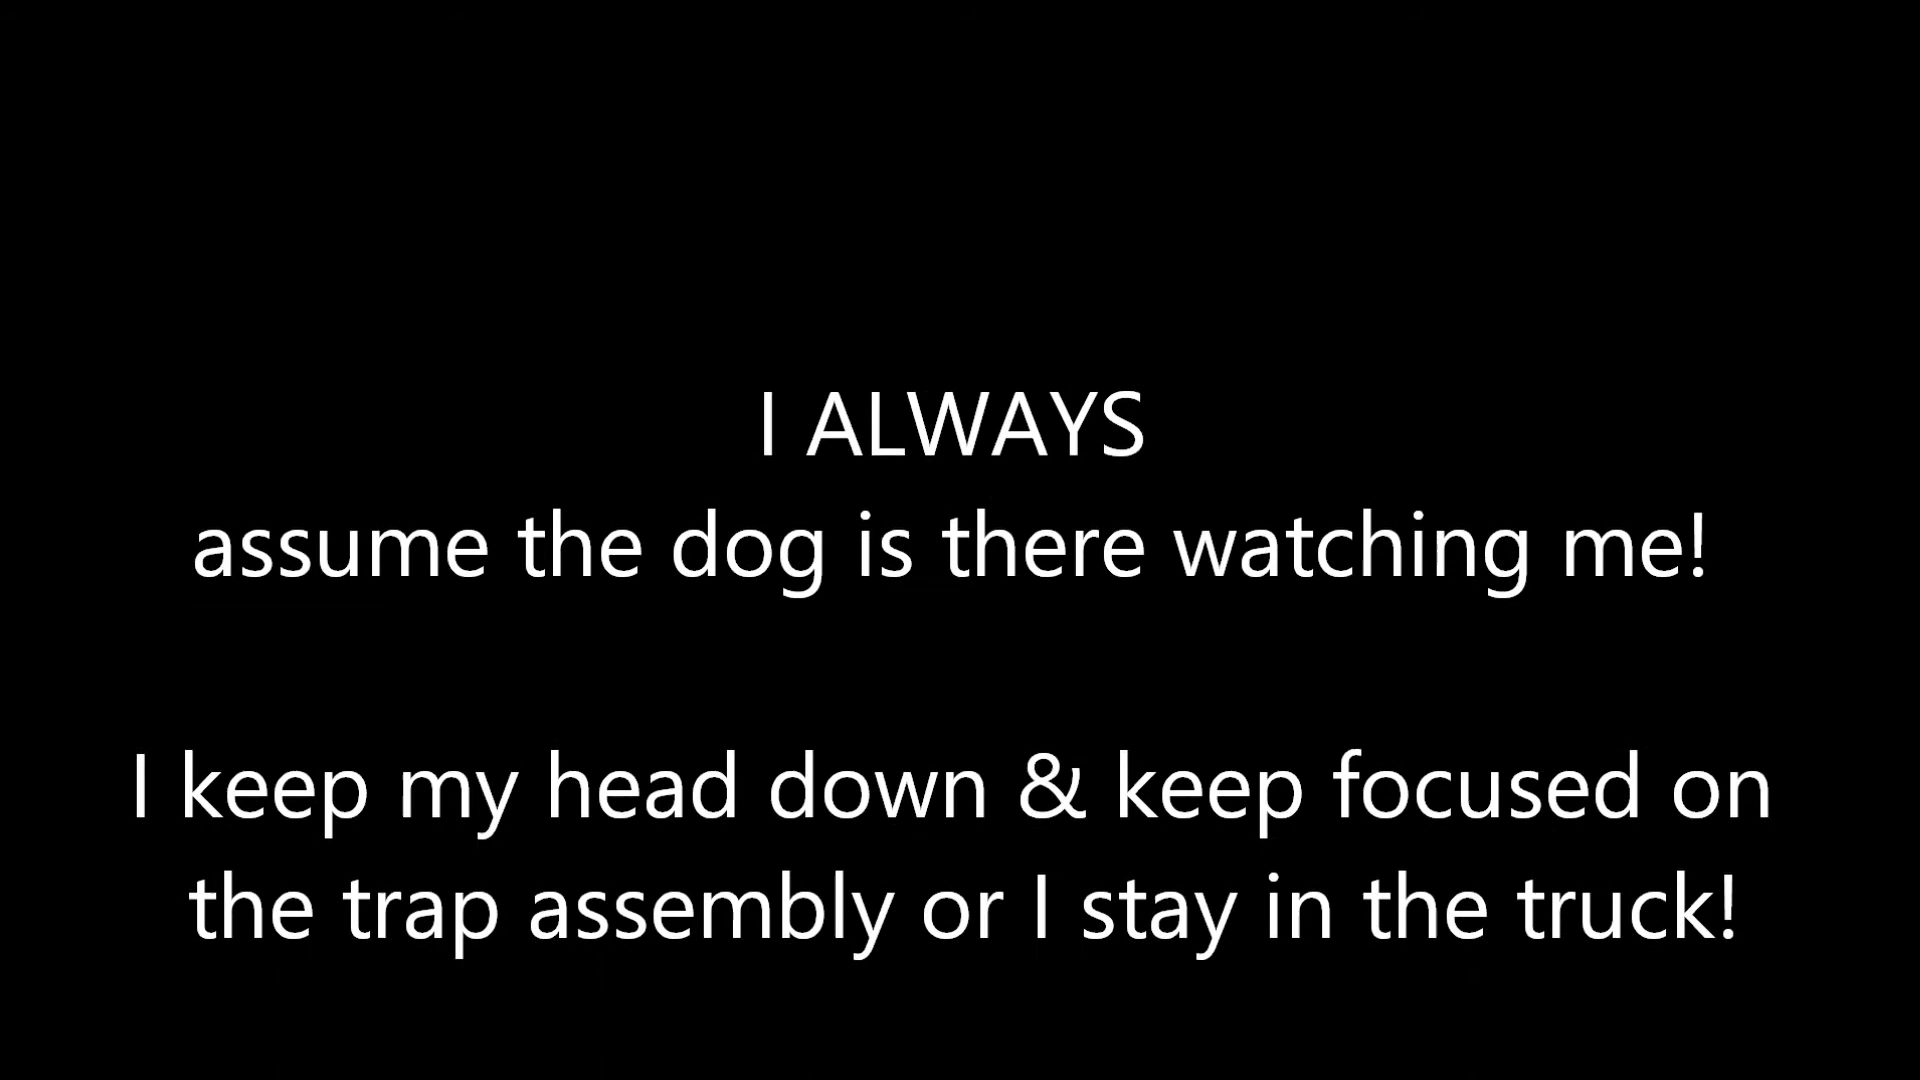 I ALWAYS
assume the dog is there watching me!
I keep my head down & keep focused on
the trap assembly or I stay in the truck!